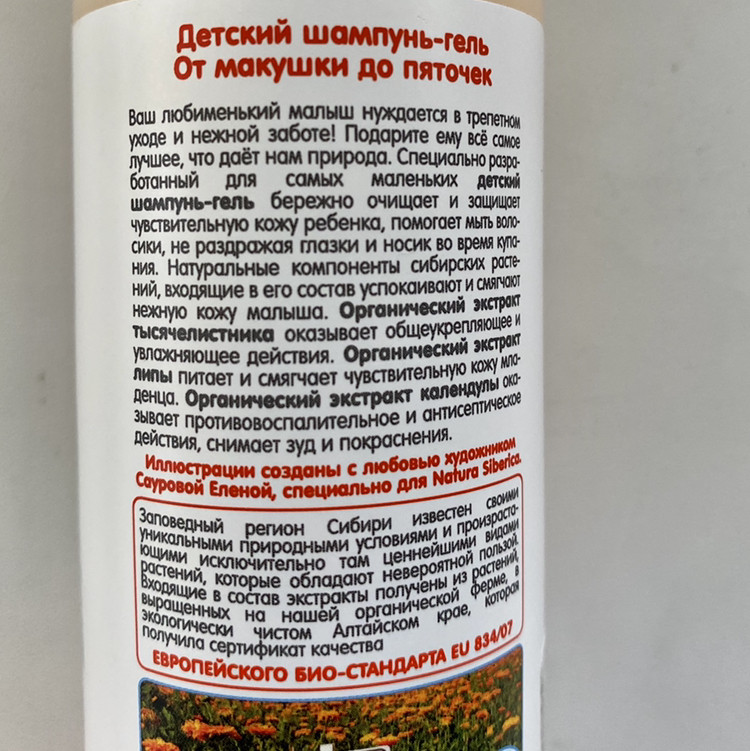 Детский шампунь-гель
От макушки до пяточек
Ваш любименький малыш нуждается в трепетном
уходе и нежной заботе! Подарите ему всё самое
лучшее, что даёт нам природа. Специально разра-
ботанный для самых маленьких детский
шампунь-гель бережно очищает и защищает
чувствительную кожу ребенка, помогает мыть воло-
сики, не раздражая глазки и носик во время купа-
ния. Натуральные компоненты сибирских расте-
ний, входящие в его состав успокаивают и смягчают
нежную кожу малыша. Органический экстракт
тысячелистника оказывает общеукрепляющее и
увлажняющее действия. Органический экстракт
липы питает и смягчает чувствительную кожу мла-
денца. Органический экстракт календулы ока-
зывает противовоспалительное и антисептическое
действия, снимает зуд и покраснения.
Иллюстрации созданы с любовью художником
Сауровой Еленой, специально для Natura Siberica.
Заповедный регион Сибири известен своими
уникальными природными условиями и произраста-
ющими исключительно там ценнейшими видами
растений, которые обладают невероятной пользой.
Входящие в состав экстракты получены из растений,
выращенных на нашей органической ферме, в
экологически чистом Алтайском крае, которая
получила сертификат качества
ЕВРОПЕЙСКОГО БИО-СТАНДАРТА EU 834/07